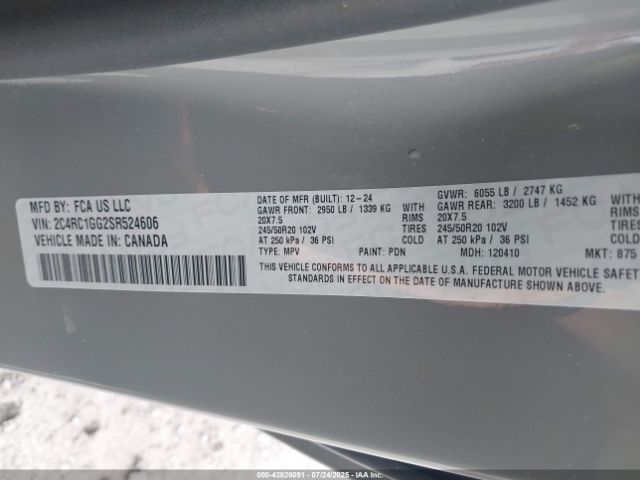 MFD BY: FCA US LLC
VIN: 2C4RC1GG2SR524606
VEHICLE MADE IN: CANADA
DATE OF MFR (BUILT): 12-24
GAWR FRONT: 2950 LB / 1339 KG WITH
20X7.5 RIMS
245/50R20 102V TIRES
AT 250 kPa / 36 PSI COLD
TYPE: MPV PAINT: PDN
GVWR: 6055 LB / 2747 KG
GAWR REAR: 3200 LB / 1452 KG WITH
20X7.5 RIMS
245/50R20 102V TIRES
AT 250 kPa / 36 PSI COLD
MDH: 120410 MKT: 875
THIS VEHICLE CONFORMS TO ALL APPLICABLE U.S.A. FEDERAL MOTOR VEHICLE SAFET
STANDARDS IN EFFECT ON THE DATE OF MANUFACTURE SHOWN ABOVE.
000-42826091 - 07/24/2025 - IAAI.COM